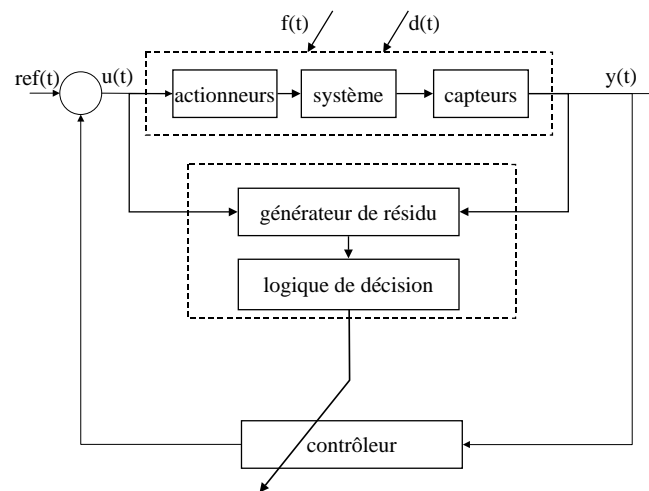 f(t)
d(t)
ref(t)
u(t)
y(t)
actionneurs
système
capteurs
générateur de résidu
logique de décision
contrôleur